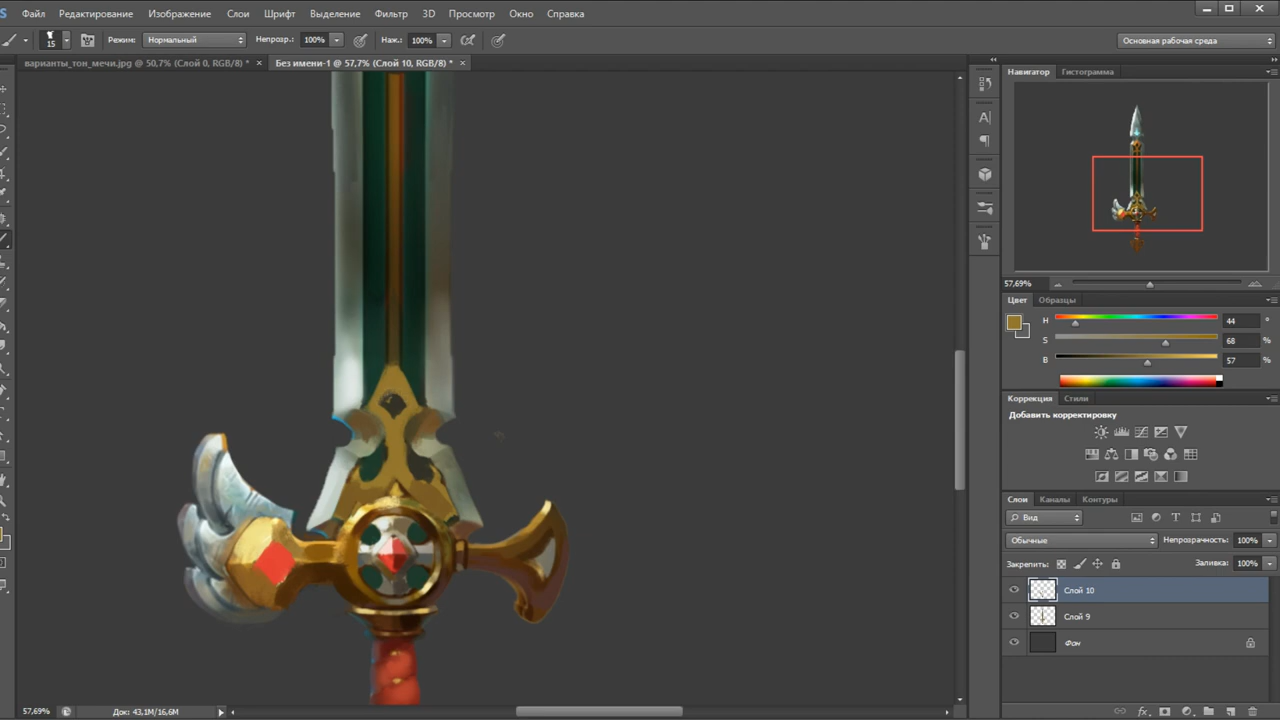 Файл Редактирование Изображение Слои Шрифт Выделение Фильтр 3D Просмотр Окно Справка
15 Режим: Нормальный Непрозр.: 100% Наж.: 100% Основная рабочая среда
варианты_тон_мечи.jpg @ 50,7% (Слой 0, RGB/8) * × Без имени-1 @ 57,7% (Слой 10, RGB/8) * ×
Навигатор Гистограмма
57,69%
Цвет Образцы
H 44 °
S 68 %
B 57 %
Коррекция Стили
Добавить корректировку
Слои Каналы Контуры
Вид
Обычные Непрозрачность: 100%
Закрепить: Заливка: 100%
Слой 10
Слой 9
Фон
57,69% Док: 43,1M/16,6M